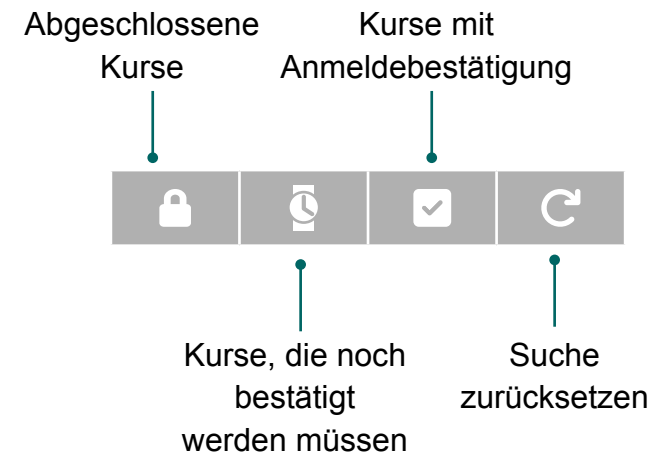 Abgeschlossene
Kurse
Kurse mit
Anmeldebestätigung
Kurse, die noch
bestätigt
werden müssen
Suche
zurücksetzen